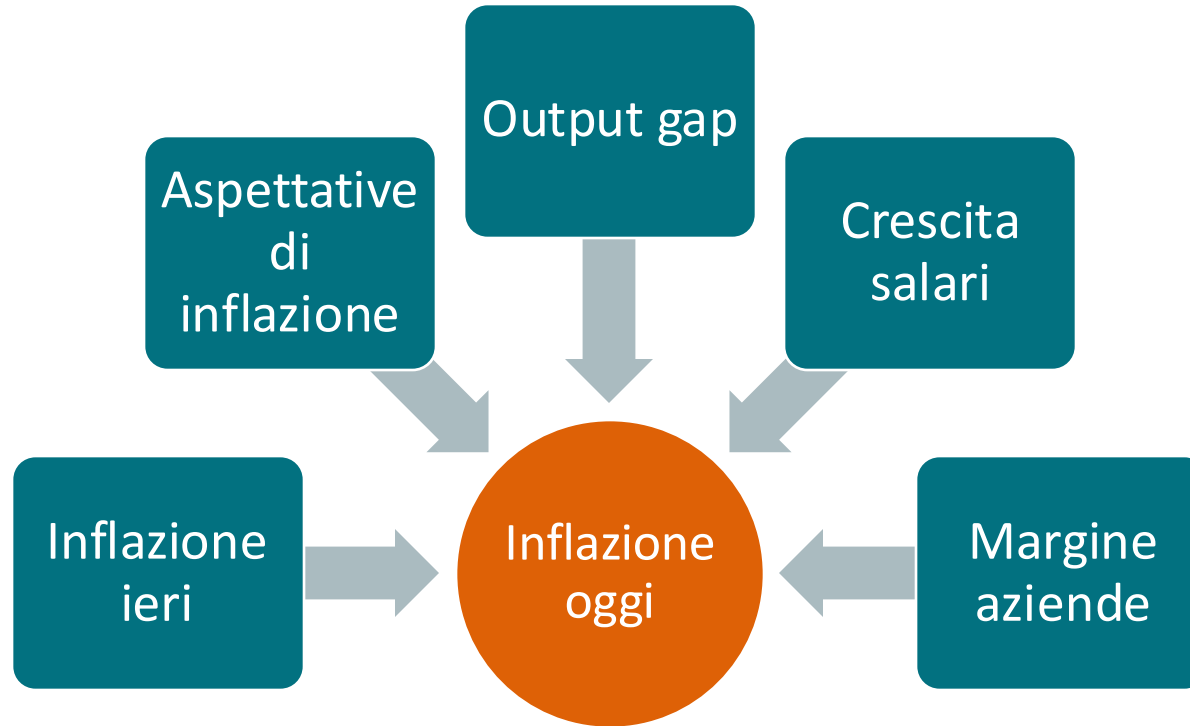 Output gap
Aspettative
di
inflazione
Crescita
salari
Inflazione
ieri
Inflazione
oggi
Margine
aziende